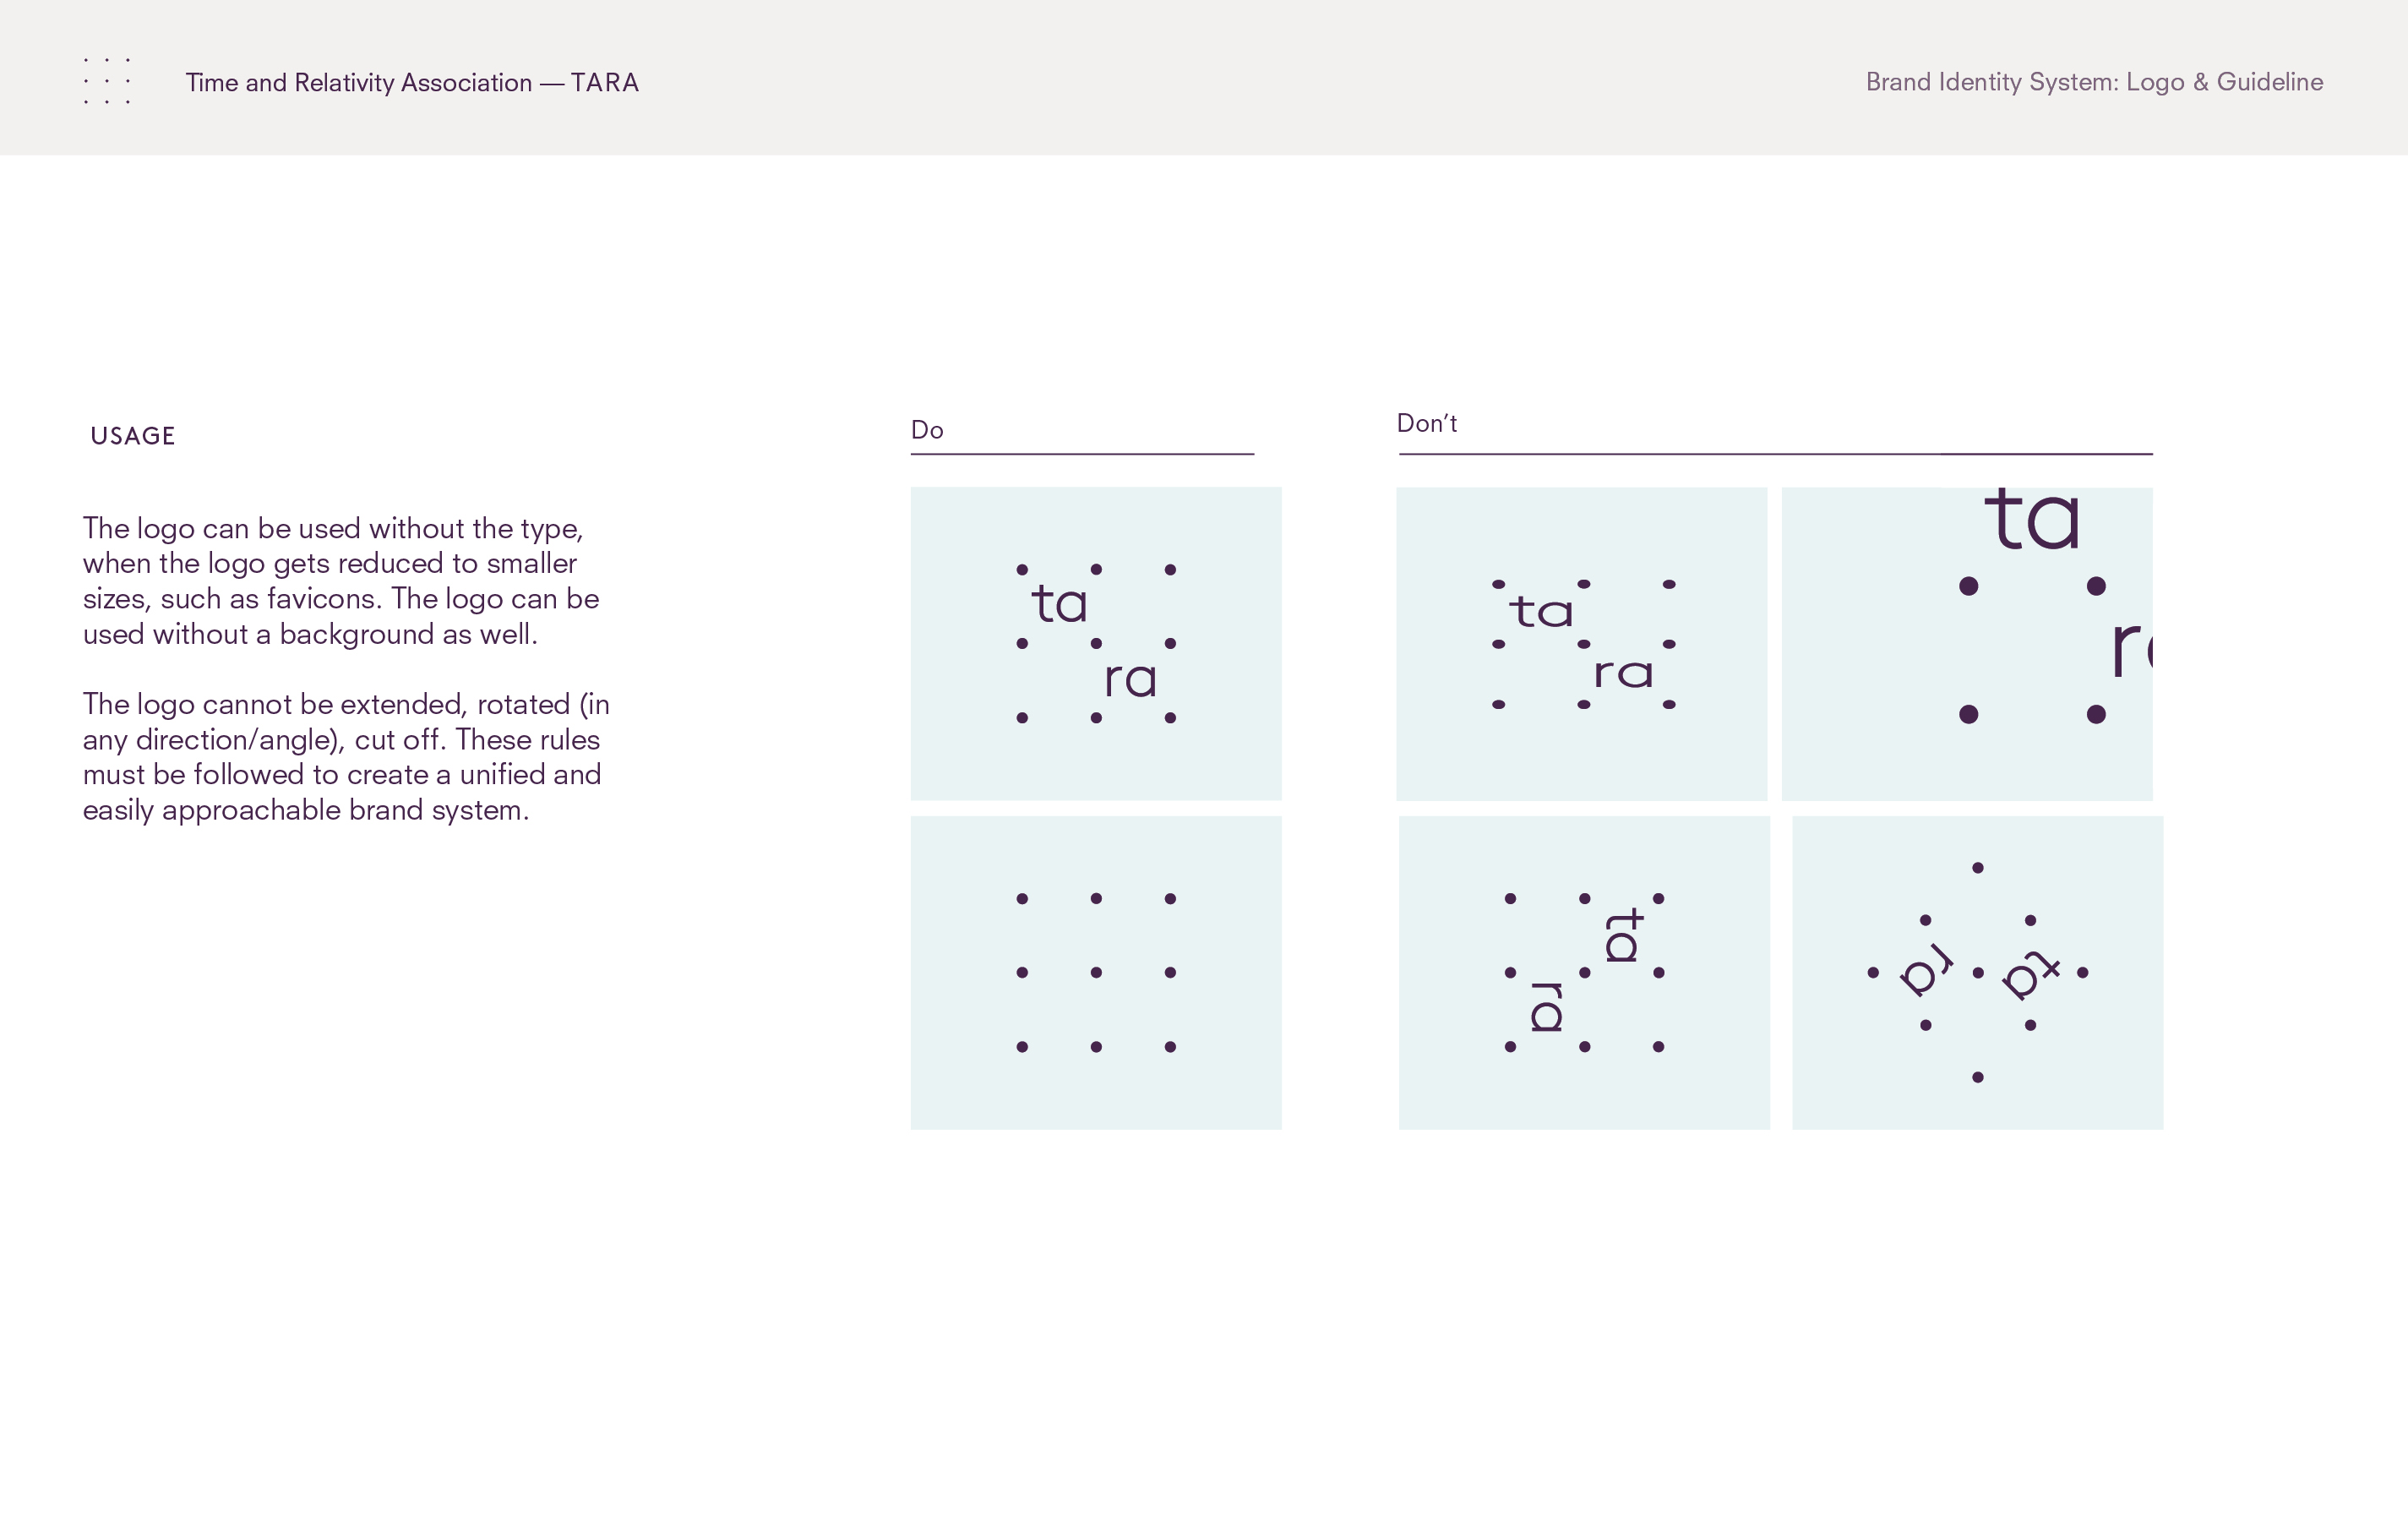 Time and Relativity Association — TARA
Brand Identity System: Logo & Guideline
USAGE
The logo can be used without the type,
when the logo gets reduced to smaller
sizes, such as favicons. The logo can be
used without a background as well.
The logo cannot be extended, rotated (in
any direction/angle), cut off. These rules
must be followed to create a unified and
easily approachable brand system.
Do
ta
ra
Don’t
ta
ra
ta
ra
ta
ra
ta
ra